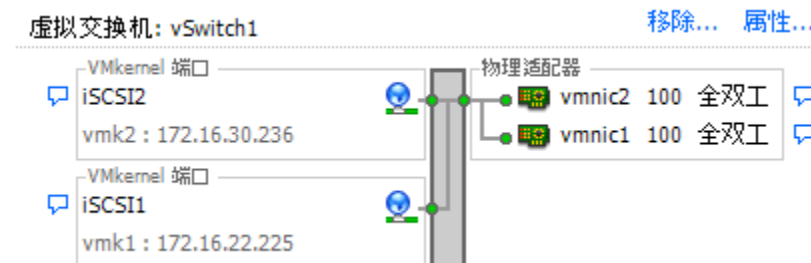 虚拟交换机: vSwitch1
移除... 属性...
VMkernel 端口
iSCSI2
vmk2 : 172.16.30.236
物理适配器
vmnic2 100 全双工
vmnic1 100 全双工
VMkernel 端口
iSCSI1
vmk1 : 172.16.22.225